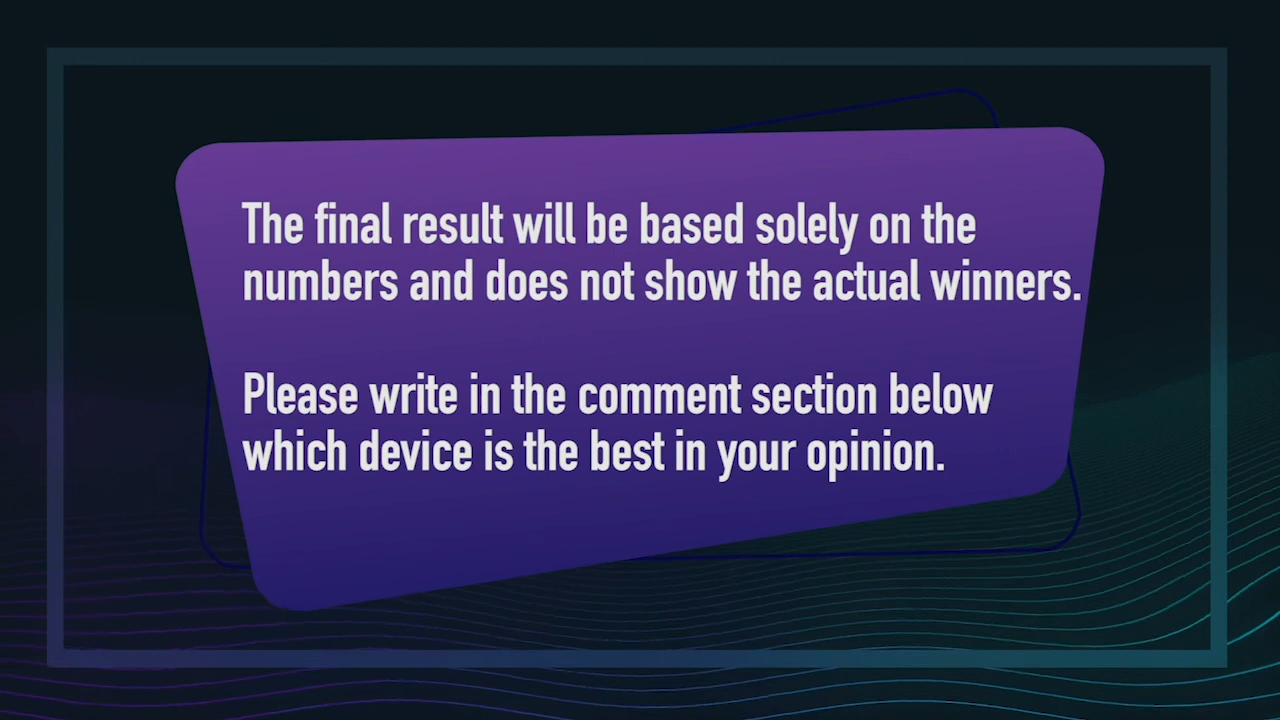 The final result will be based solely on the
numbers and does not show the actual winners.
Please write in the comment section below
which device is the best in your opinion.